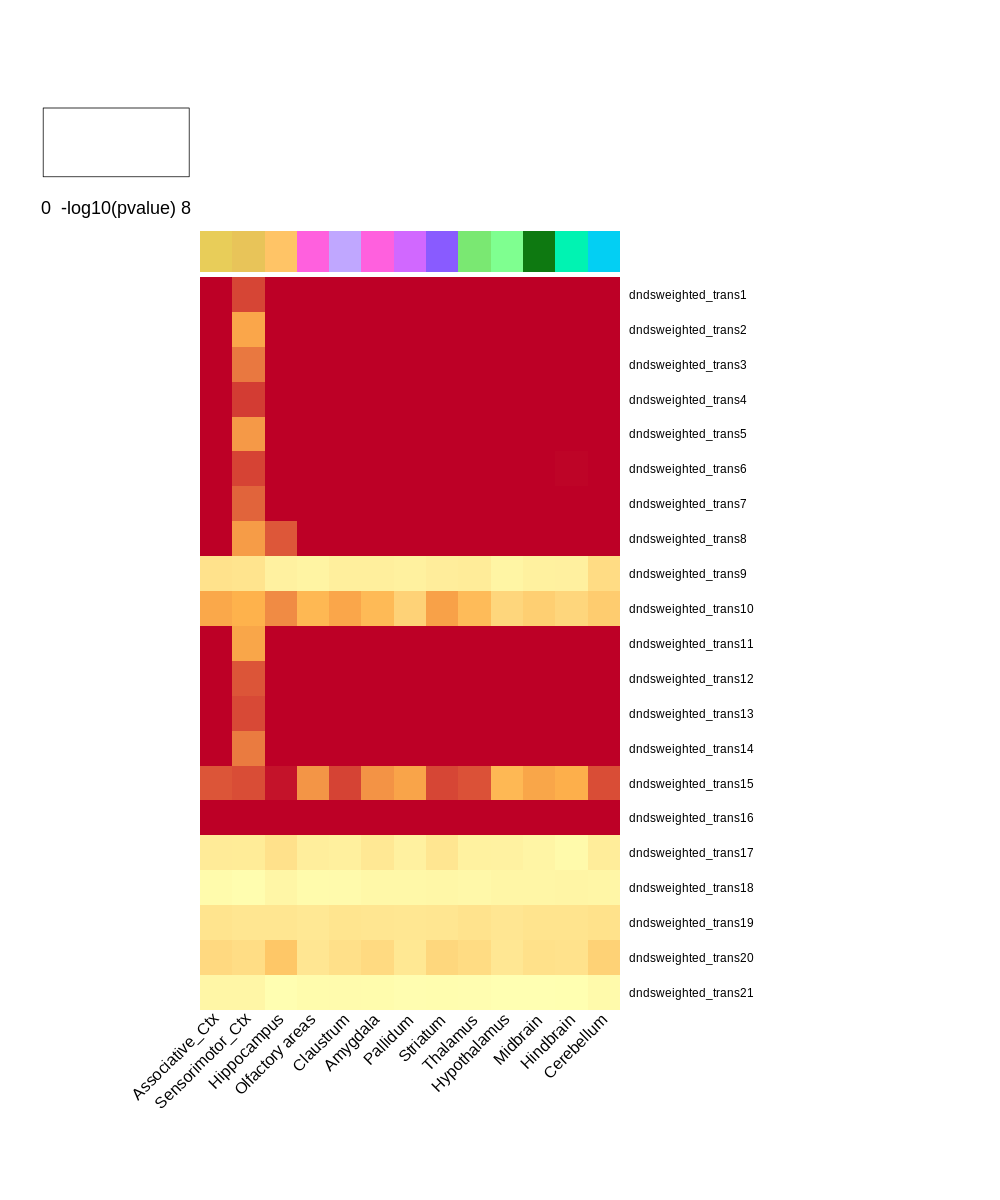 0 -log10(pvalue) 8
dndsweighted_trans1
dndsweighted_trans2
dndsweighted_trans3
dndsweighted_trans4
dndsweighted_trans5
dndsweighted_trans6
dndsweighted_trans7
dndsweighted_trans8
dndsweighted_trans9
dndsweighted_trans10
dndsweighted_trans11
dndsweighted_trans12
dndsweighted_trans13
dndsweighted_trans14
dndsweighted_trans15
dndsweighted_trans16
dndsweighted_trans17
dndsweighted_trans18
dndsweighted_trans19
dndsweighted_trans20
dndsweighted_trans21
Associative_Ctx
Sensorimotor_Ctx
Hippocampus
Olfactory areas
Claustrum
Amygdala
Pallidum
Striatum
Thalamus
Hypothalamus
Midbrain
Hindbrain
Cerebellum